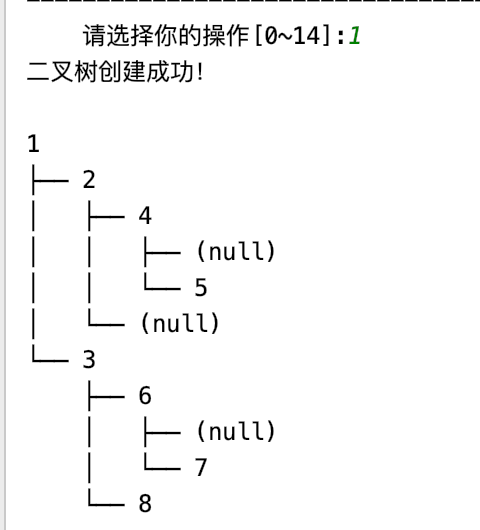 请选择你的操作[0~14]:1
二叉树创建成功!
1
├── 2
│   ├── 4
│   │   ├── (null)
│   │   └── 5
│   └── (null)
└── 3
    ├── 6
    │   ├── (null)
    │   └── 7
    └── 8